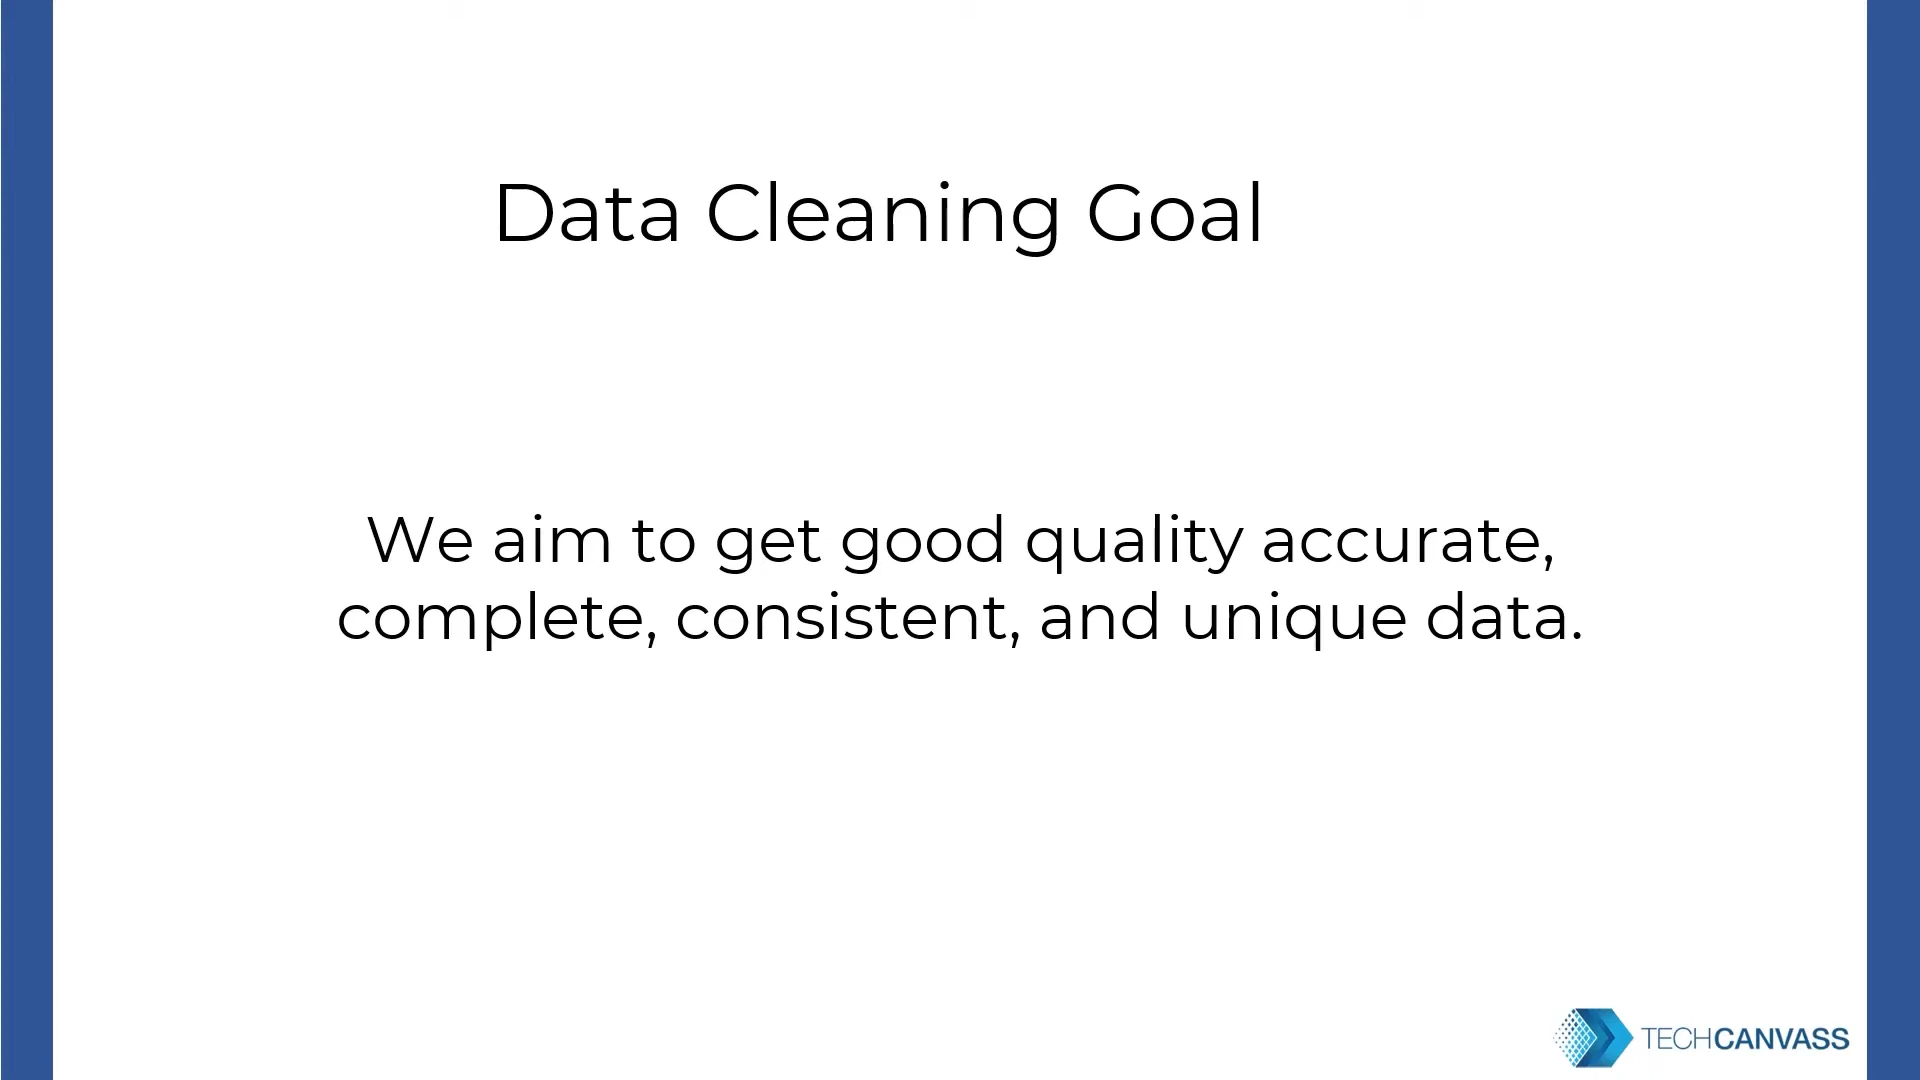 Data Cleaning Goal
We aim to get good quality accurate,
complete, consistent, and unique data.
TECHCANVASS